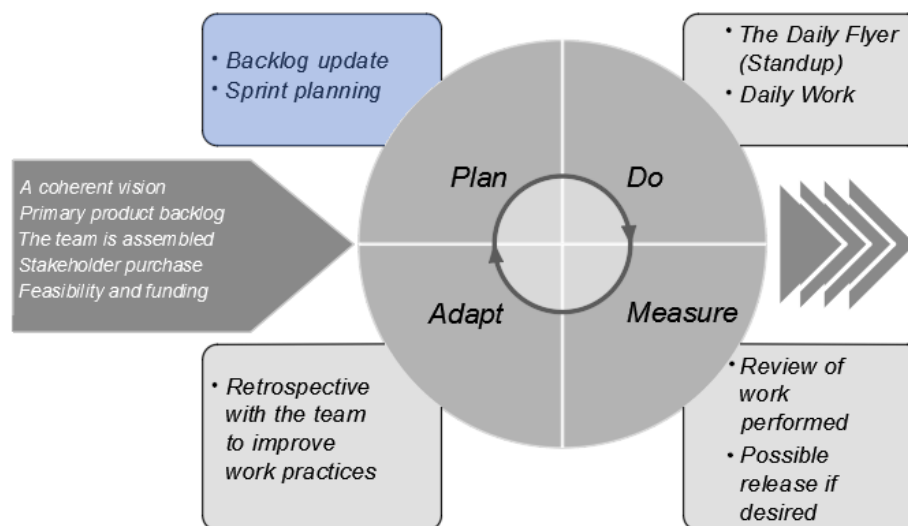 • Backlog update
• Sprint planning
• The Daily Flyer
(Standup)
• Daily Work
A coherent vision
Primary product backlog
The team is assembled
Stakeholder purchase
Feasibility and funding
Plan
Do
Adapt
Measure
• Retrospective
with the team
to improve
work practices
• Review of
work
performed
• Possible
release if
desired